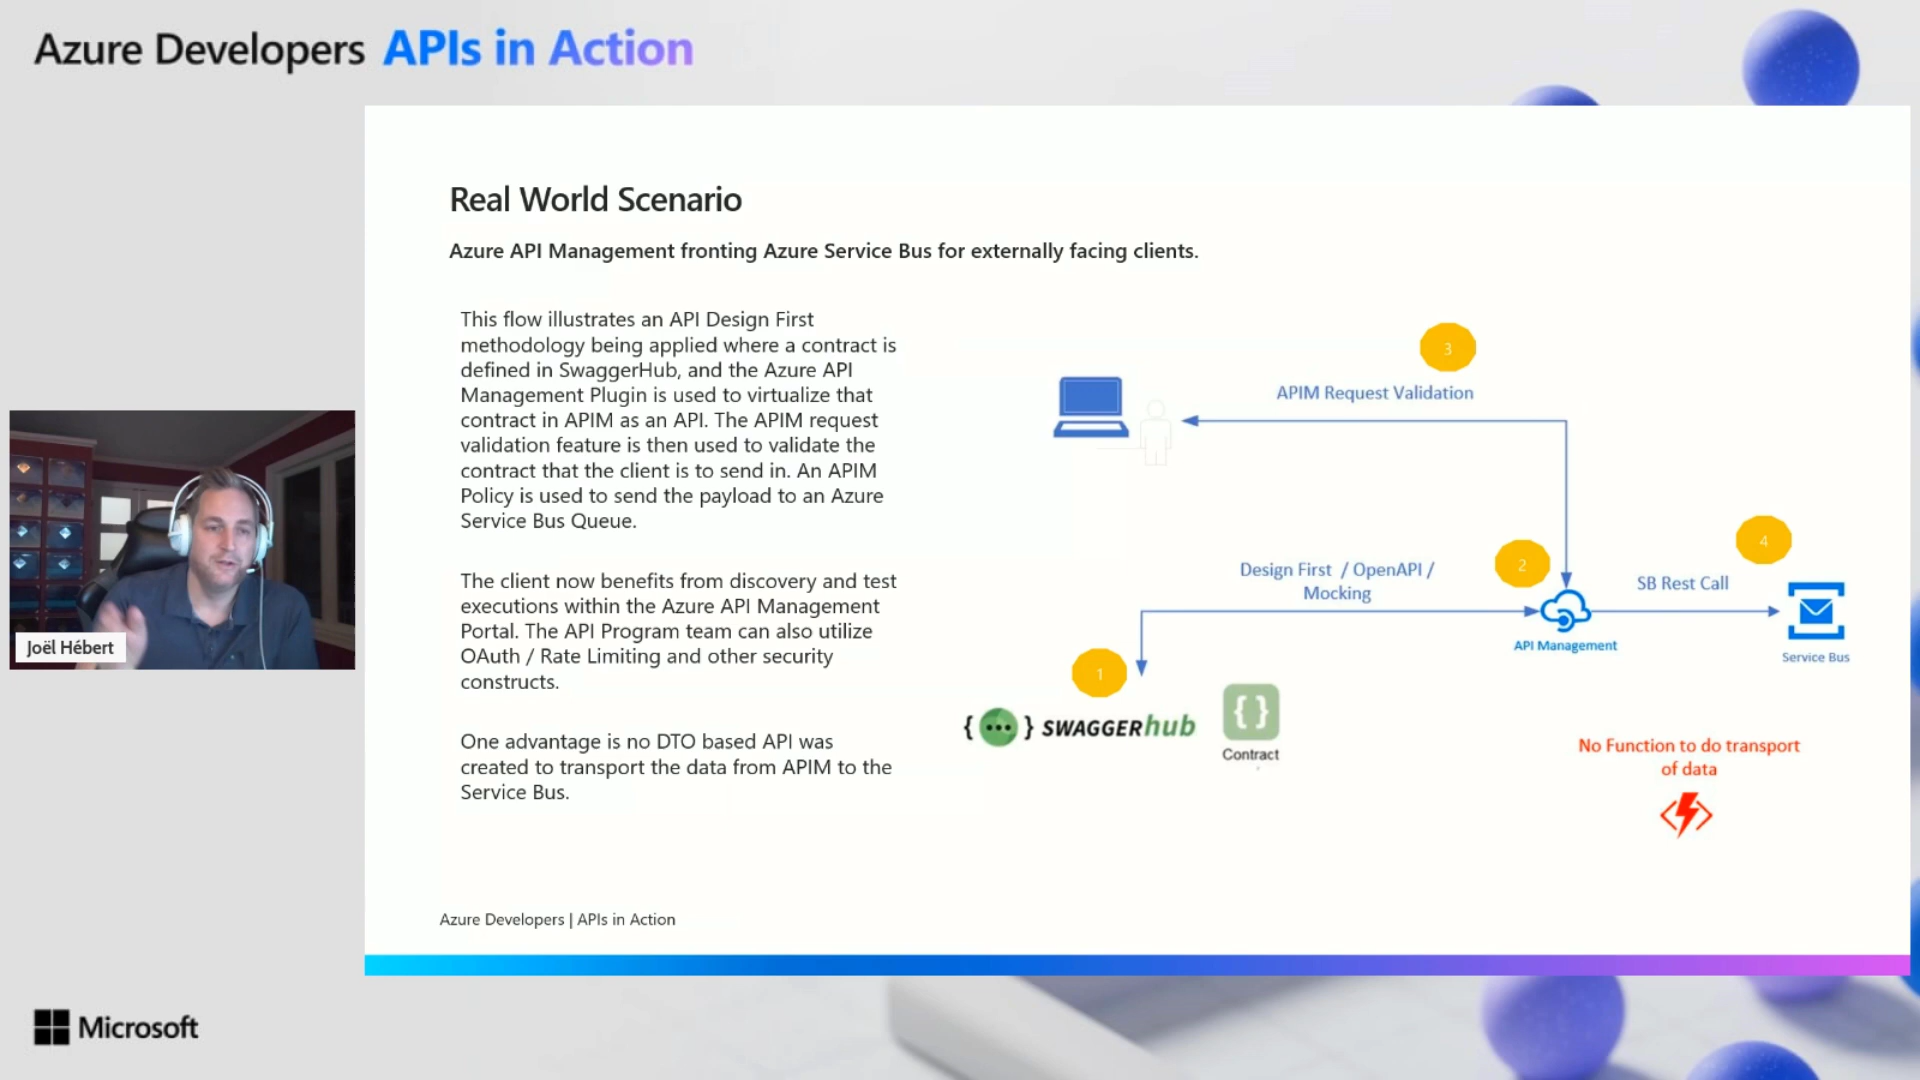 Azure Developers APIs in Action
Real World Scenario
Azure API Management fronting Azure Service Bus for externally facing clients.
This flow illustrates an API Design First
methodology being applied where a contract is
defined in SwaggerHub, and the Azure API
Management Plugin is used to virtualize that
contract in APIM as an API. The APIM request
validation feature is then used to validate the
contract that the client is to send in. An APIM
Policy is used to send the payload to an Azure
Service Bus Queue.
The client now benefits from discovery and test
executions within the Azure API Management
Portal. The API Program team can also utilize
OAuth / Rate Limiting and other security
constructs.
One advantage is no DTO based API was
created to transport the data from APIM to the
Service Bus.
3
APIM Request Validation
Design First / OpenAPI /
Mocking
2
4
SB Rest Call
API Management
Service Bus
1
{ ... } SWAGGERhub
{ }
Contract
No Function to do transport
of data
Joël Hébert
Azure Developers | APIs in Action
Microsoft